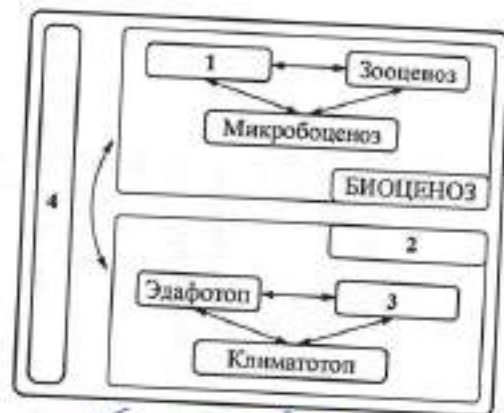 1
Зооценоз
Микробоценоз
БИОЦЕНОЗ
4
2
Эдафотоп
3
Климатотоп